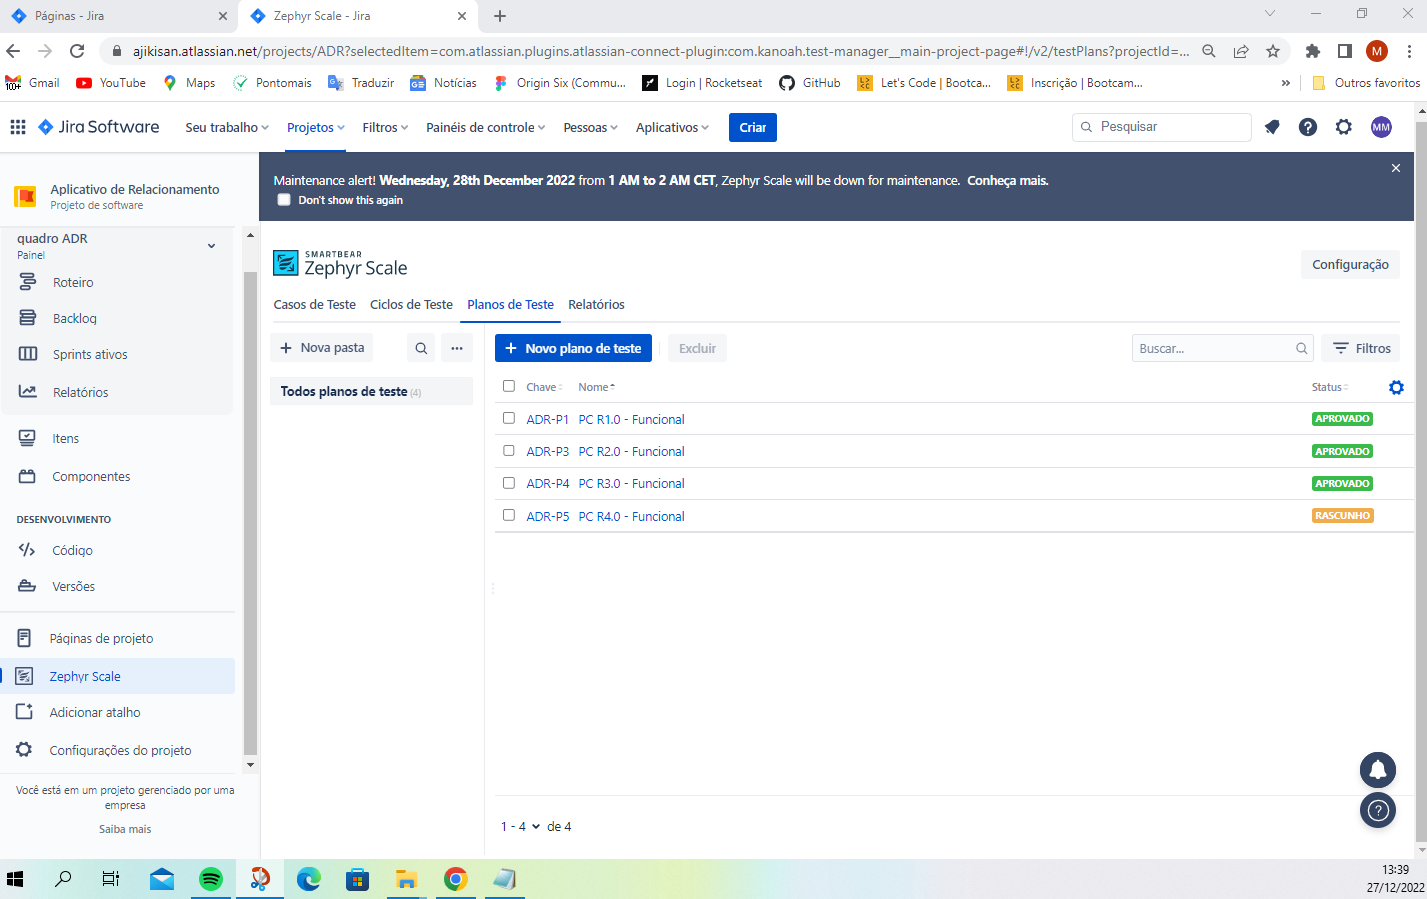 Páginas - Jira
Zephyr Scale - Jira
ajikisan.atlassian.net/projects/ADR?selectedItem=com.atlassian.plugins.atlassian-connect-plugin:com.kanoah.test-manager__main-project-page#!/v2/testPlans?projectId=...
M
100+
Gmail
YouTube
Maps
Pontomais
Traduzir
Notícias
Origin Six (Commu...
Login | Rocketseat
GitHub
Let's Code | Bootca...
Inscrição | Bootcam...
»
Outros favoritos
Jira Software
Seu trabalho
Projetos
Filtros
Painéis de controle
Pessoas
Aplicativos
Criar
Pesquisar
MM
Aplicativo de Relacionamento
Projeto de software
Maintenance alert! Wednesday, 28th December 2022 from 1 AM to 2 AM CET, Zephyr Scale will be down for maintenance. Conheça mais.
Don't show this again
quadro ADR
Painel
Roteiro
Backlog
Sprints ativos
Relatórios
Itens
Componentes
DESENVOLVIMENTO
Código
Versões
Páginas de projeto
Zephyr Scale
Adicionar atalho
Configurações do projeto
Você está em um projeto gerenciado por uma
empresa
Saiba mais
SMARTBEAR
Zephyr Scale
Configuração
Casos de Teste
Ciclos de Teste
Planos de Teste
Relatórios
+ Nova pasta
...
+ Novo plano de teste
Excluir
Buscar...
Filtros
Todos planos de teste (4)
Chave
Nome
Status
ADR-P1 PC R1.0 - Funcional APROVADO
ADR-P3 PC R2.0 - Funcional APROVADO
ADR-P4 PC R3.0 - Funcional APROVADO
ADR-P5 PC R4.0 - Funcional RASCUNHO
1 - 4 de 4
13:39
27/12/2022